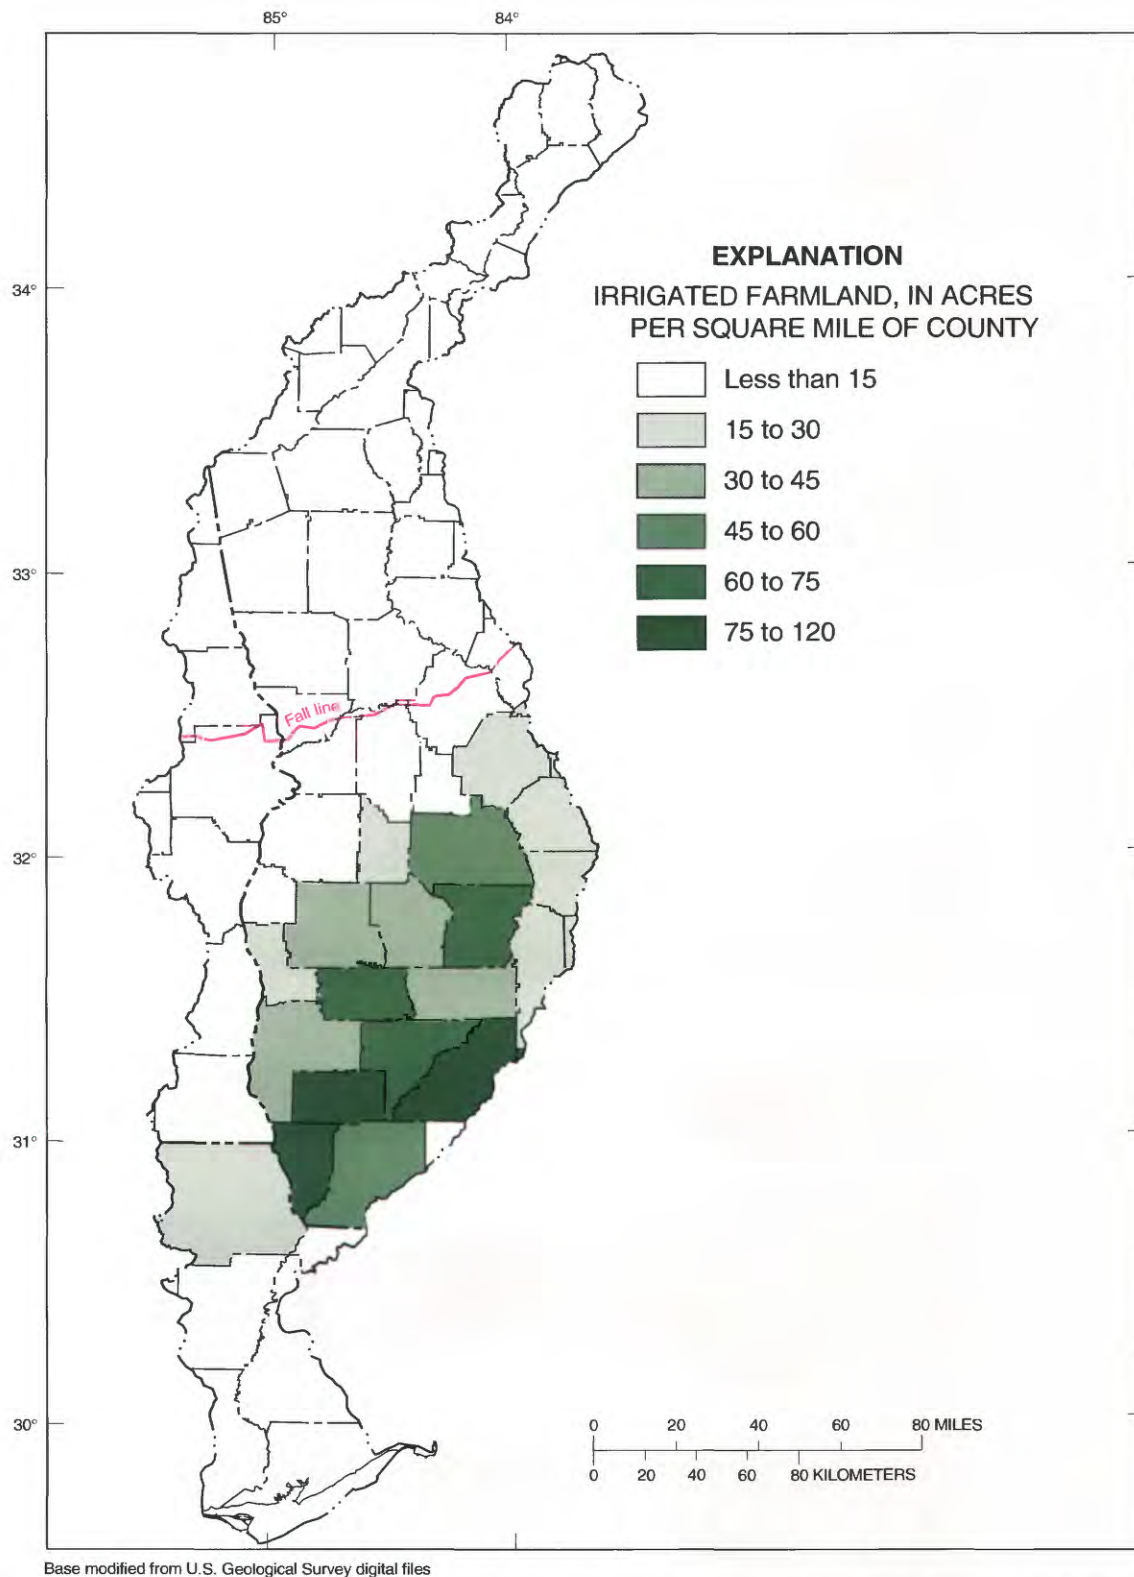 85° 84°
EXPLANATION
IRRIGATED FARMLAND, IN ACRES
PER SQUARE MILE OF COUNTY
34°
Less than 15
15 to 30
30 to 45
45 to 60
33°
60 to 75
75 to 120
Fall line
32°
31°
30°
0 20 40 60 80 MILES
0 20 40 60 80 KILOMETERS
Base modified from U.S. Geological Survey digital files